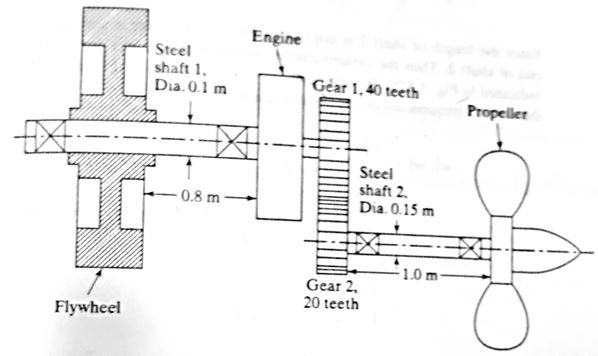 Engine
Steel
shaft 1,
Dia. 0.1 m
Gear 1, 40 teeth
Propeller
Steel
shaft 2,
Dia. 0.15 m
0.8 m
1.0 m
Gear 2,
20 teeth
Flywheel